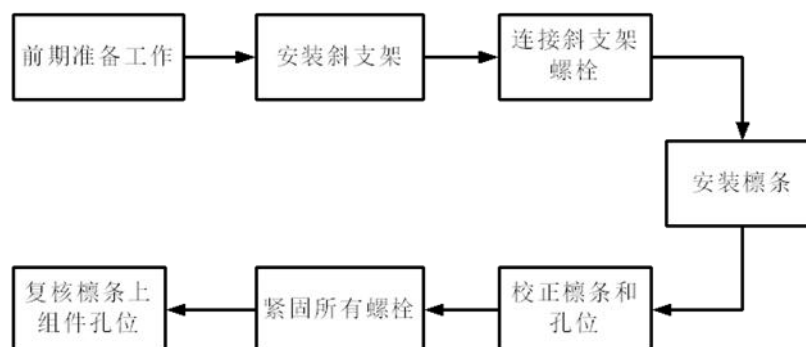 前期准备工作
安装斜支架
连接斜支架
螺栓
安装檩条
校正檩条和
孔位
紧固所有螺栓
复核檩条上
组件孔位